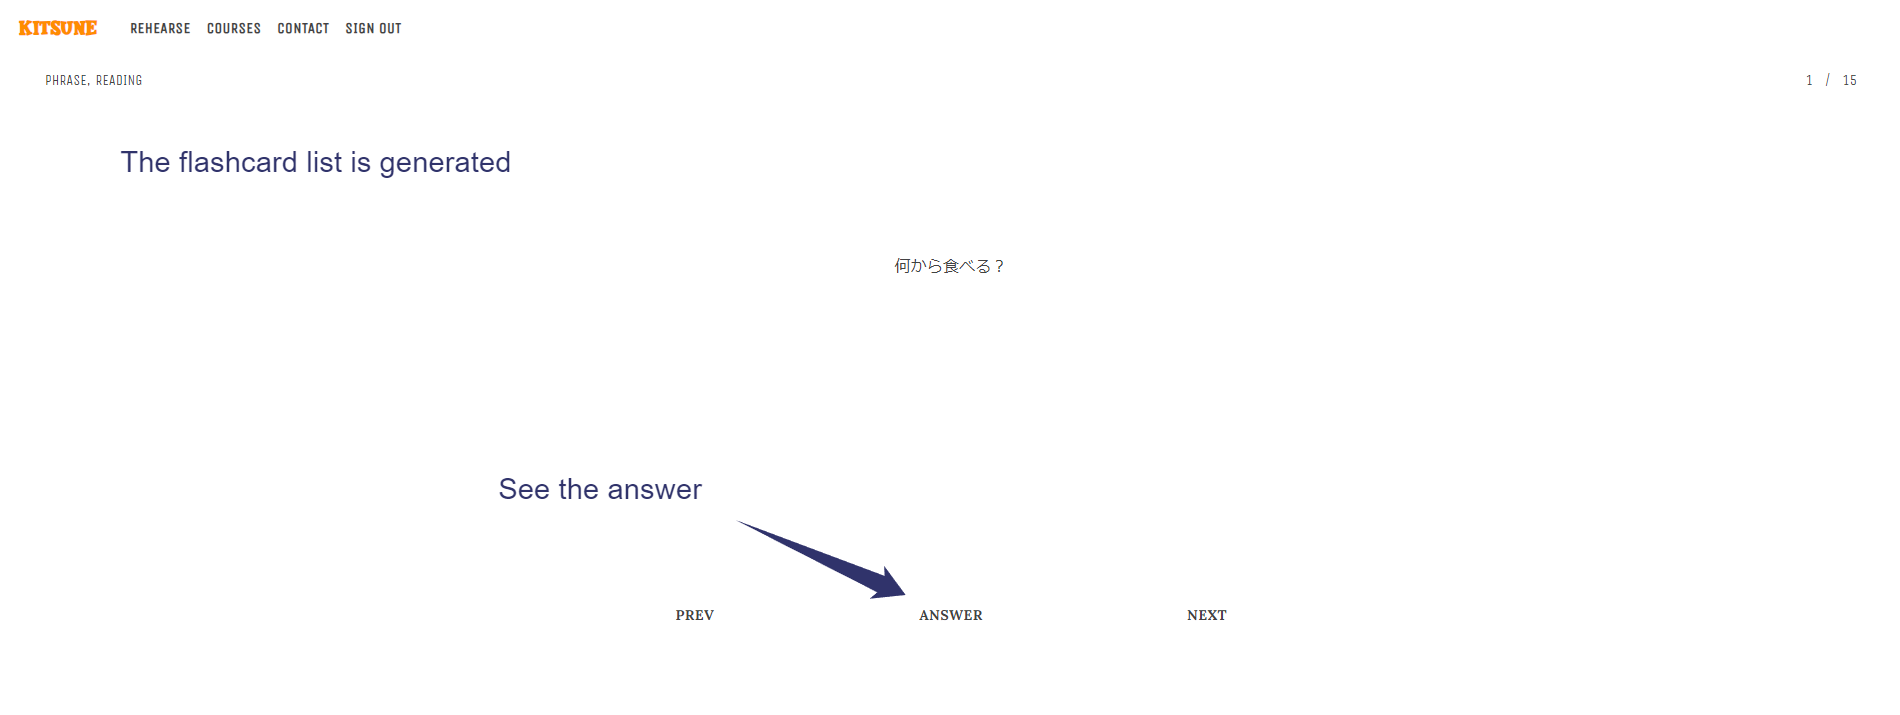 KITSUNE REHEARSE COURSES CONTACT SIGN OUT
PHRASE, READING 1 / 15
The flashcard list is generated
何から食べる？
See the answer
PREV ANSWER NEXT